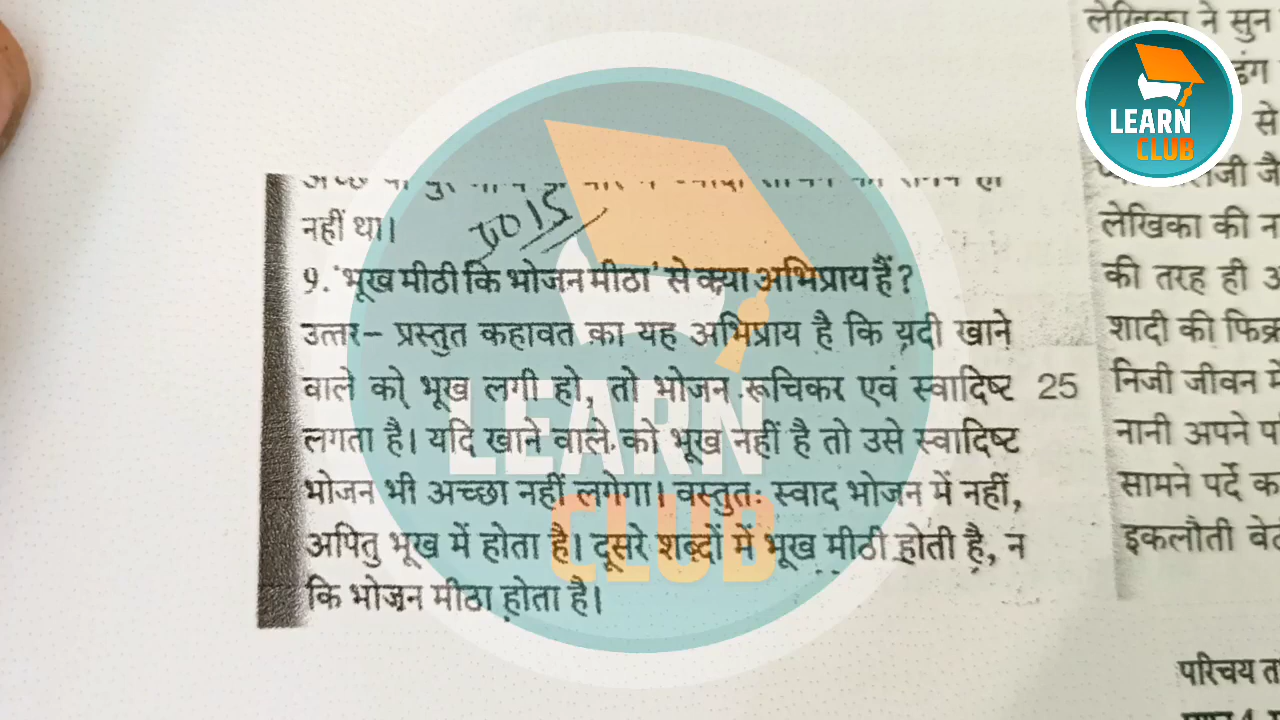 नहीं था।
2015
9. 'भूख मीठी कि भोजन मीठा' से क्या अभिप्राय हैं?
उत्तर– प्रस्तुत कहावत का यह अभिप्राय है कि यदी खाने
वाले को भूख लगी हो, तो भोजन रूचिकर एवं स्वादिष्ट
लगता है। यदि खाने वाले को भूख नहीं है तो उसे स्वादिष्ट
भोजन भी अच्छा नहीं लगेगा। वस्तुतः स्वाद भोजन में नहीं,
अपितु भूख में होता है। दूसरे शब्दों में भूख मीठी होती है, न
कि भोजन मीठा होता है।
25
लेखिका ने सुन
से
लेखिका की न
की तरह ही
शादी की फिक्र
निजी जीवन में
नानी अपने
सामने पर्दे
इकलौती
परिचय
LEARN
CLUB
LEARN
CLUB